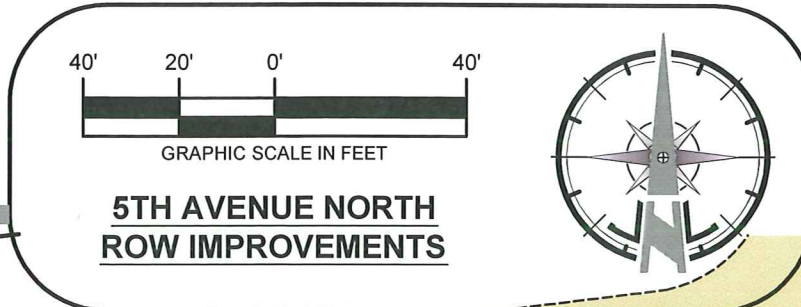 40' 20' 0' 40'
GRAPHIC SCALE IN FEET
5TH AVENUE NORTH
ROW IMPROVEMENTS
N